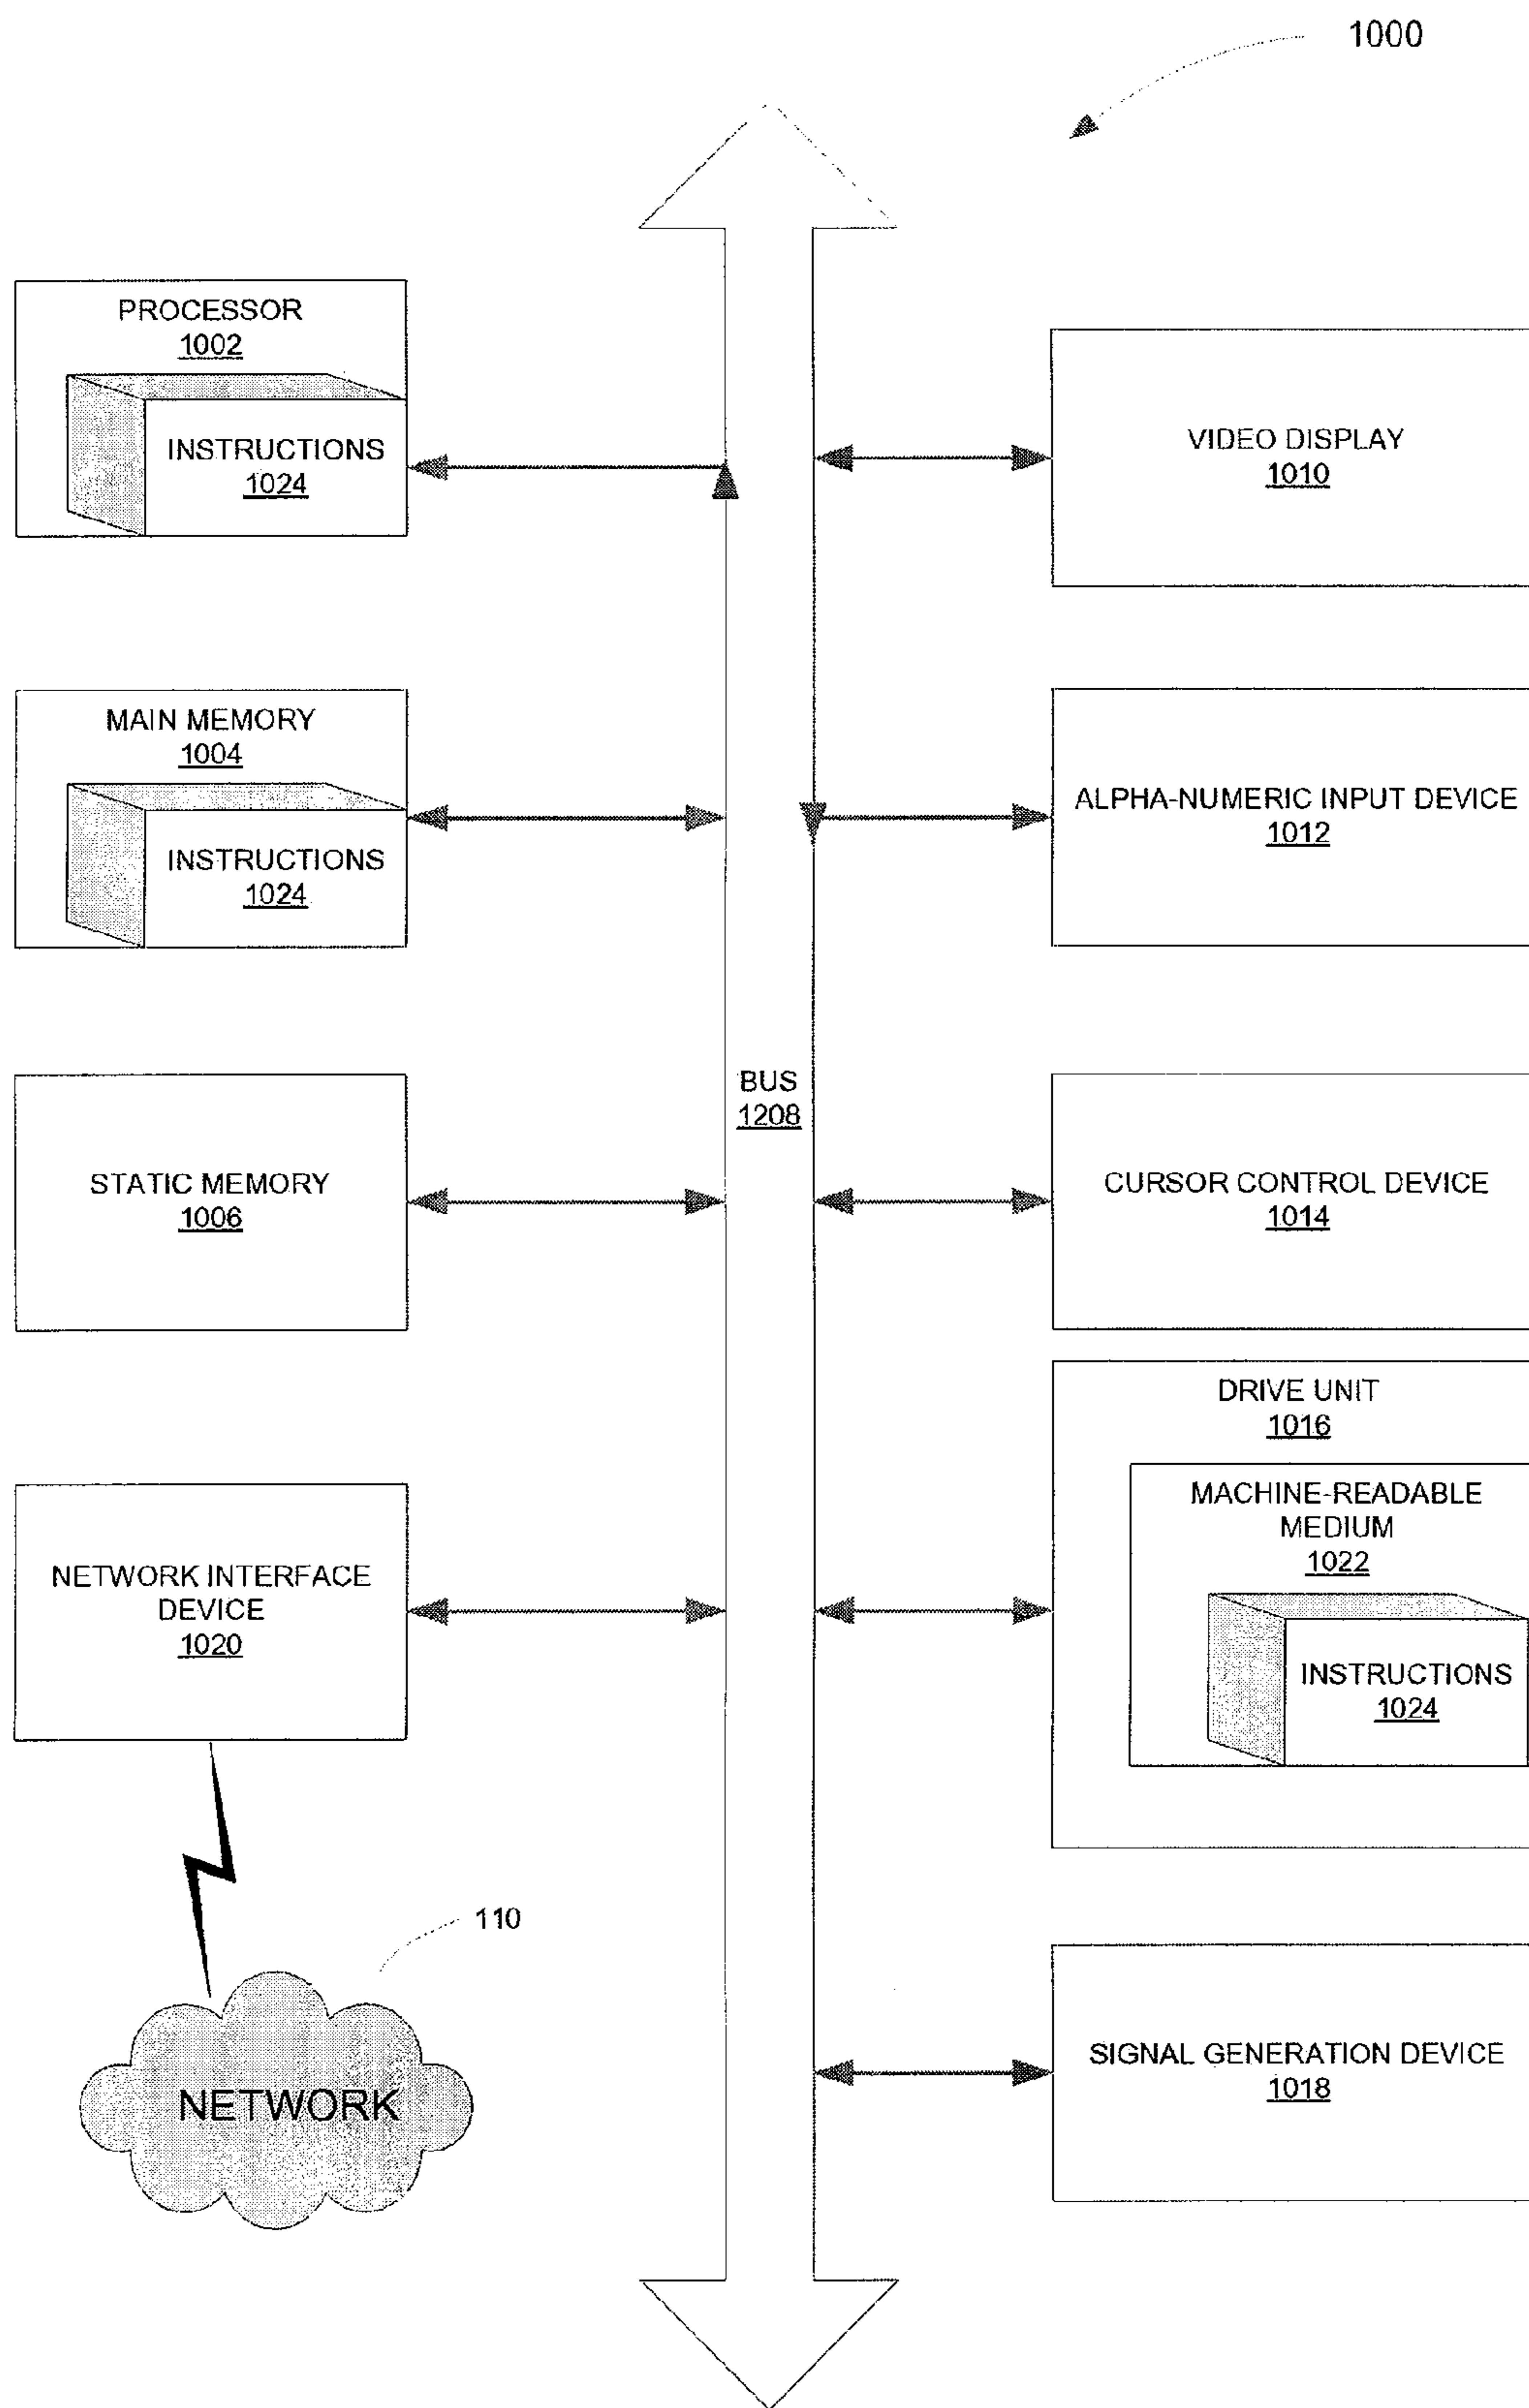 1000
PROCESSOR
1002
INSTRUCTIONS
1024
MAIN MEMORY
1004
INSTRUCTIONS
1024
STATIC MEMORY
1006
NETWORK INTERFACE
DEVICE
1020
110
NETWORK
BUS
1208
VIDEO DISPLAY
1010
ALPHA-NUMERIC INPUT DEVICE
1012
CURSOR CONTROL DEVICE
1014
DRIVE UNIT
1016
MACHINE-READABLE
MEDIUM
1022
INSTRUCTIONS
1024
SIGNAL GENERATION DEVICE
1018